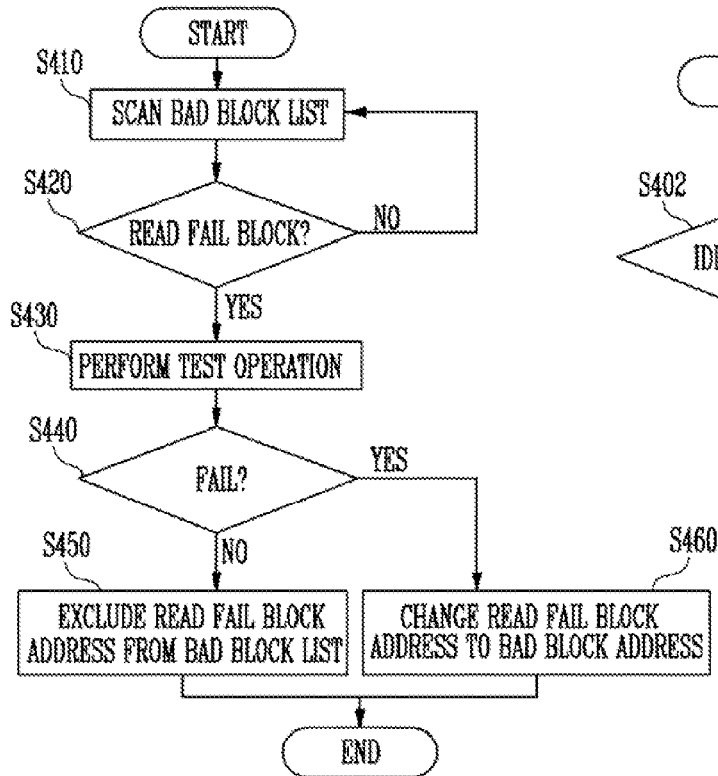 START
S410
SCAN BAD BLOCK LIST
S420
READ FAIL BLOCK?
NO
YES
S430
PERFORM TEST OPERATION
S440
FAIL?
YES
NO
S450
EXCLUDE READ FAIL BLOCK
ADDRESS FROM BAD BLOCK LIST
S460
CHANGE READ FAIL BLOCK
ADDRESS TO BAD BLOCK ADDRESS
END
S402